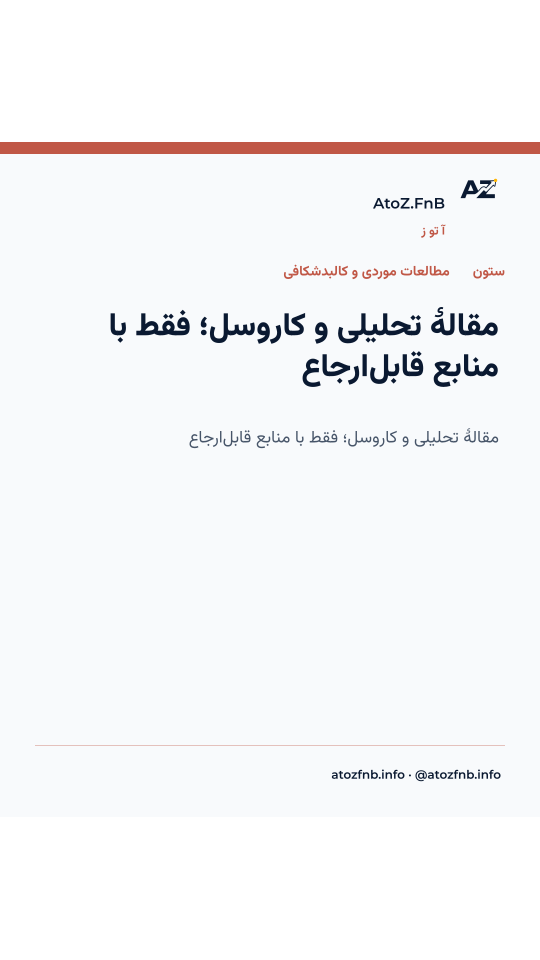 AZ
AtoZ.FnB
آ تو ز
ستون مطالعات موردی و کالبدشکافی
مقالهٔ تحلیلی و کاروسل؛ فقط با
منابع قابل‌ارجاع
مقالهٔ تحلیلی و کاروسل؛ فقط با منابع قابل‌ارجاع
atozfnb.info · @atozfnb.info